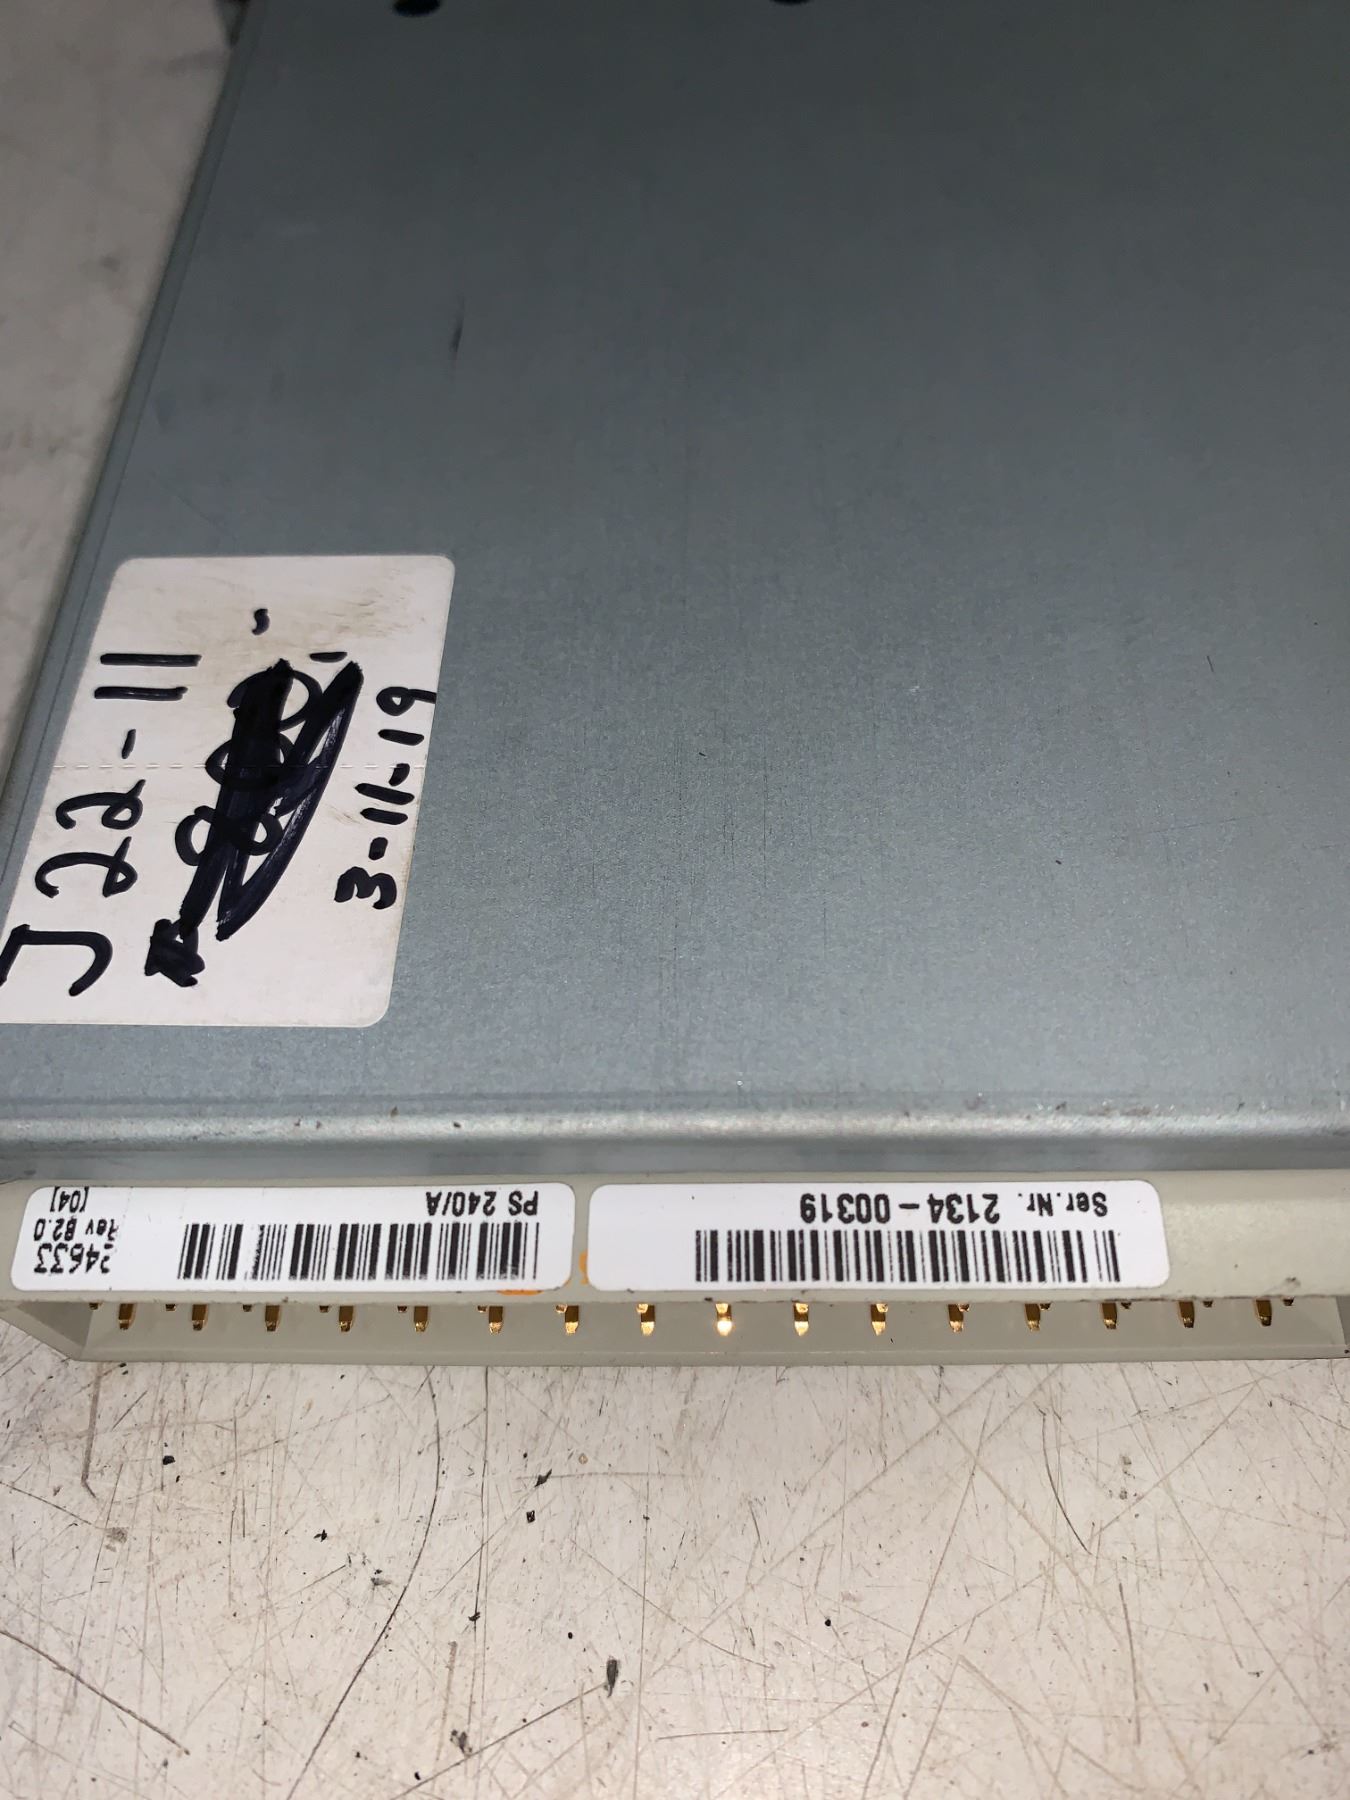 J22-11
3-11-19
PS 240/A
24633
Rev B2.0
[04]
Ser.Nr. 2134-00319